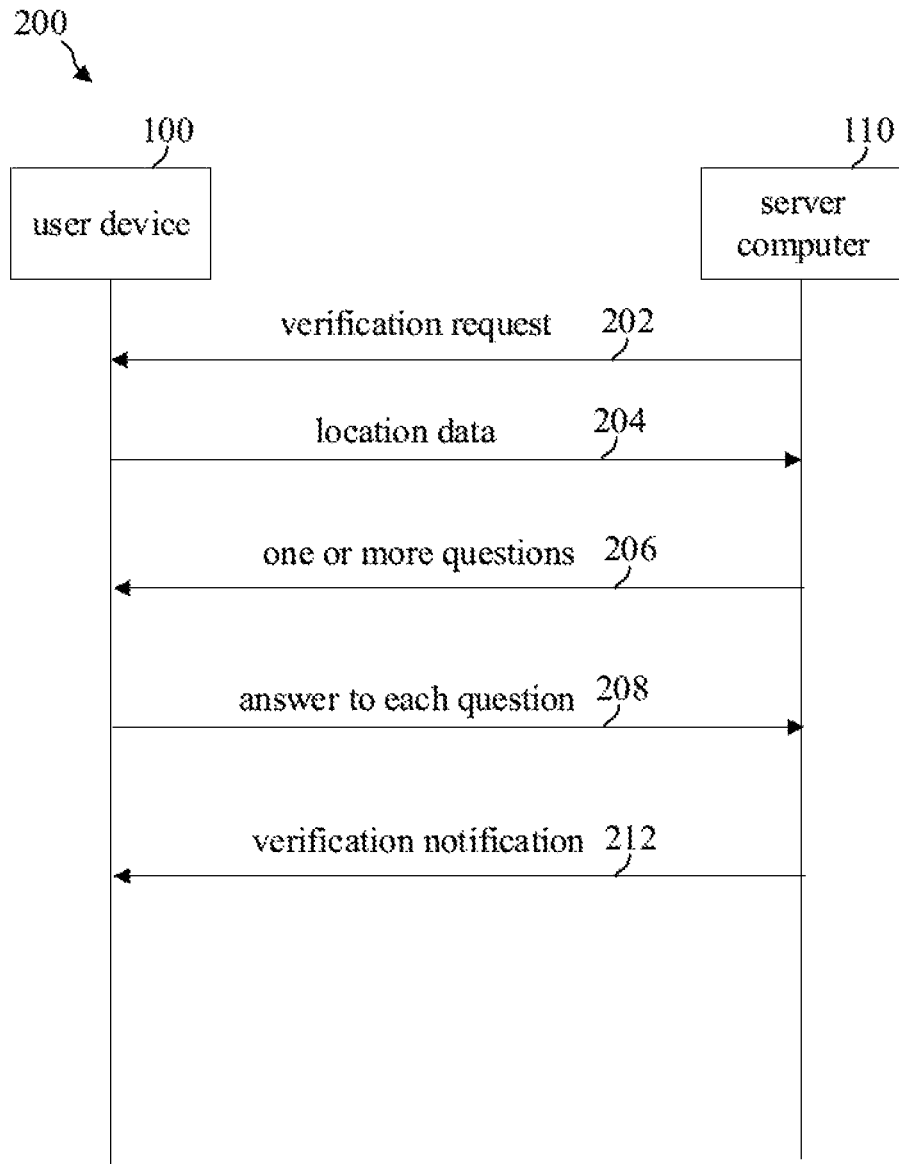 200
100
110
user device
server
computer
verification request 202
location data 204
one or more questions 206
answer to each question 208
verification notification 212